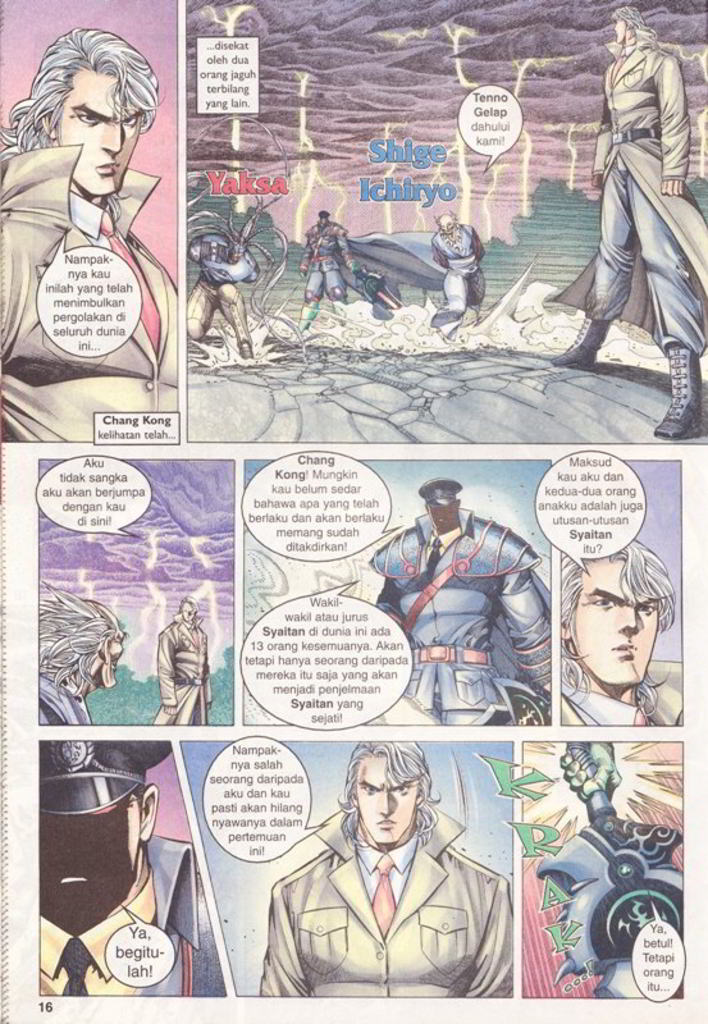 Nampak-
nya kau
inilah yang telah
menimbulkan
pergolakan di
seluruh dunia
ini...
Chang Kong
kelihatan telah...
...disekat
oleh dua
orang jaguh
terbilang
yang lain.
Yaksa
Shige
Ichiryo
Tenno
Gelap
dahului
kami!
Aku
tidak sangka
aku akan berjumpa
dengan kau
di sini!
Chang
Kong! Mungkin
kau belum sedar
bahawa apa yang telah
berlaku dan akan berlaku
memang sudah
ditakdirkan!
Wakil-
wakil atau jurus
Syaitan di dunia ini ada
13 orang kesemuanya. Akan
tetapi hanya seorang daripada
mereka itu saja yang akan
menjadi penjelmaan
Syaitan yang
sejati!
Maksud
kau aku dan
kedua-dua orang
anakku adalah juga
utusan-utusan
Syaitan
itu?
Ya,
begitu-
lah!
Nampak-
nya salah
seorang daripada
aku dan kau
pasti akan hilang
nyawanya dalam
pertemuan
ini!
KRAK
Ya,
betul!
Tetapi
orang
itu...
16